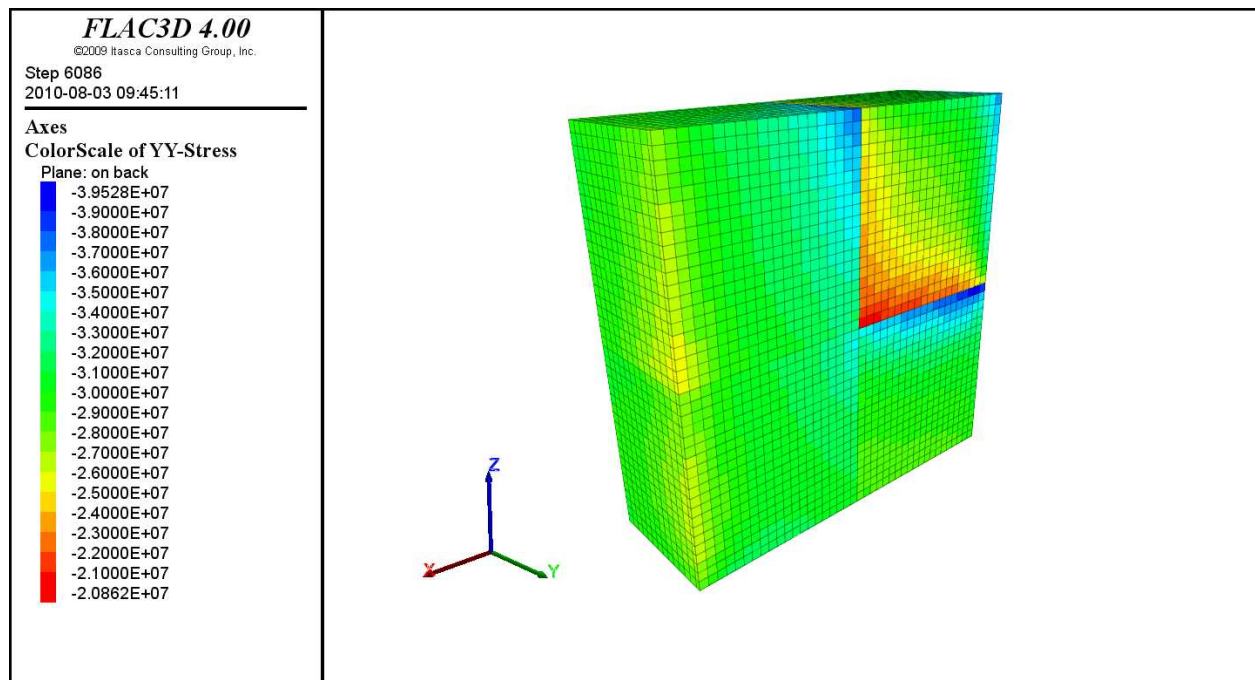 FLAC3D 4.00
©2009 Itasca Consulting Group, Inc.
Step 6086
2010-08-03 09:45:11
Axes
ColorScale of YY-Stress
Plane: on back
-3.9528E+07
-3.9000E+07
-3.8000E+07
-3.7000E+07
-3.6000E+07
-3.5000E+07
-3.4000E+07
-3.3000E+07
-3.2000E+07
-3.1000E+07
-3.0000E+07
-2.9000E+07
-2.8000E+07
-2.7000E+07
-2.6000E+07
-2.5000E+07
-2.4000E+07
-2.3000E+07
-2.2000E+07
-2.1000E+07
-2.0862E+07
Z
X
Y